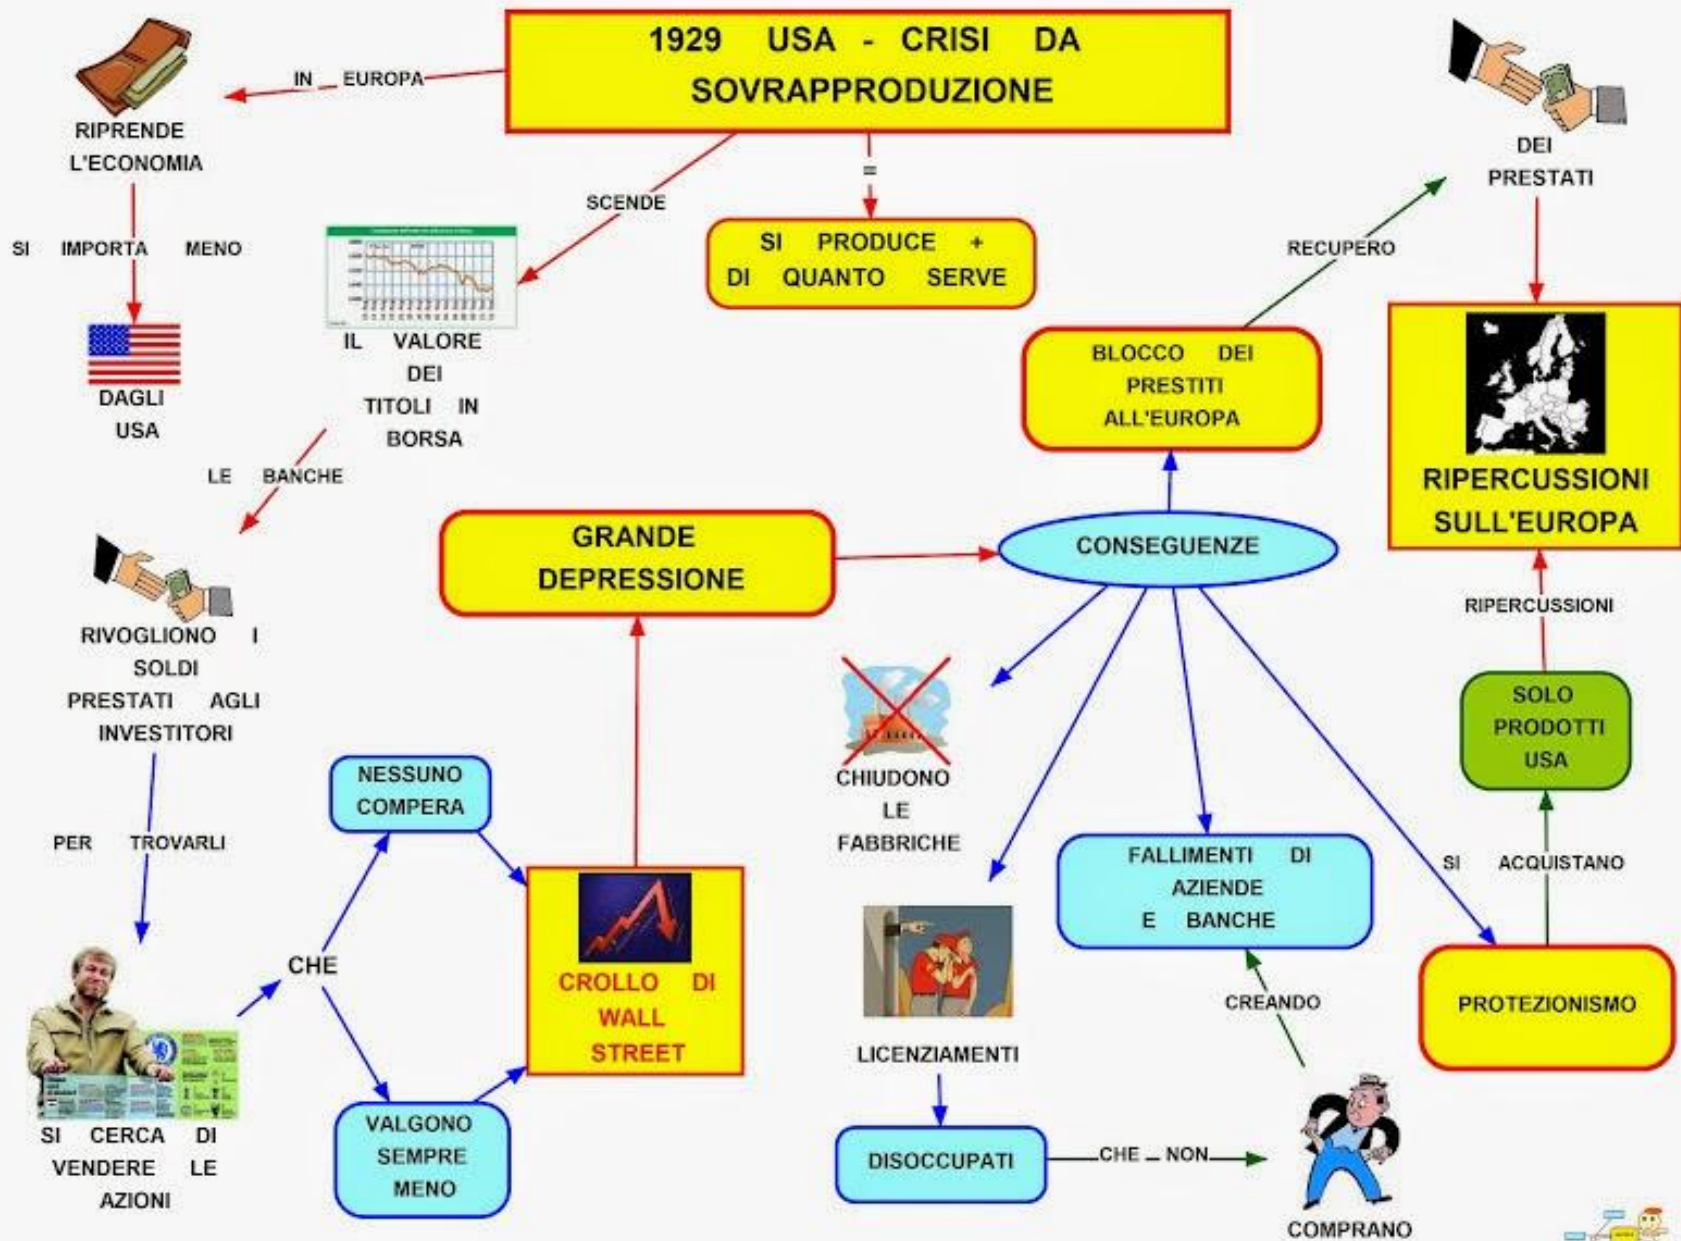 1929 USA - CRISI DA
SOVRAPPRODUZIONE
IN EUROPA
RIPRENDE
L'ECONOMIA
SI IMPORTA MENO
DAGLI
USA
SCENDE
=
SI PRODUCE +
DI QUANTO SERVE
IL VALORE
DEI
TITOLI IN
BORSA
LE BANCHE
RIVOGLIONO I
SOLDI
PRESTATI AGLI
INVESTITORI
PER TROVARLI
SI CERCA DI
VENDERE LE
AZIONI
CHE
NESSUNO
COMPERA
VALGONO
SEMPRE
MENO
CROLLO DI
WALL
STREET
GRANDE
DEPRESSIONE
CONSEGUENZE
BLOCCO DEI
PRESTITI
ALL'EUROPA
RECUPERO
DEI
PRESTATI
RIPERCUSSIONI
SULL'EUROPA
CHIUDONO
LE
FABBRICHE
LICENZIAMENTI
DISOCCUPATI
CHE NON
COMPRANO
CREANDO
FALLIMENTI DI
AZIENDE
E BANCHE
PROTEZIONISMO
SI ACQUISTANO
SOLO
PRODOTTI
USA
RIPERCUSSIONI